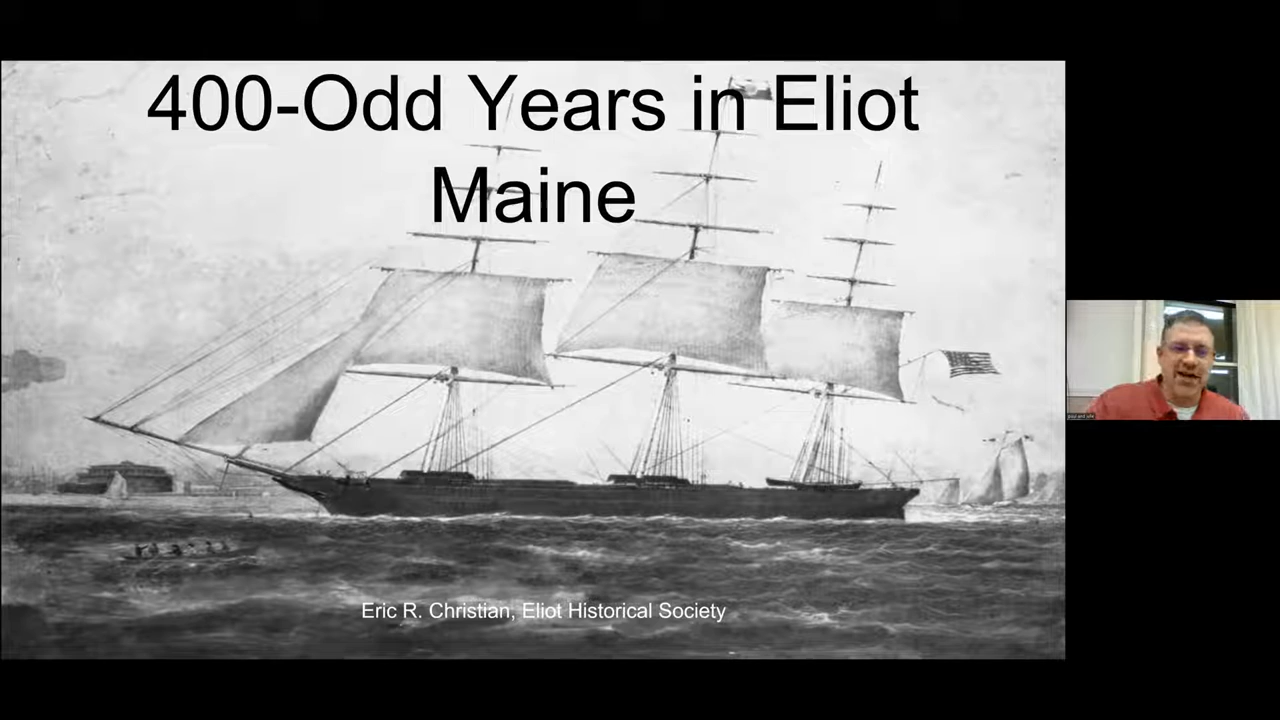 400-Odd Years in Eliot
Maine
Eric R. Christian, Eliot Historical Society